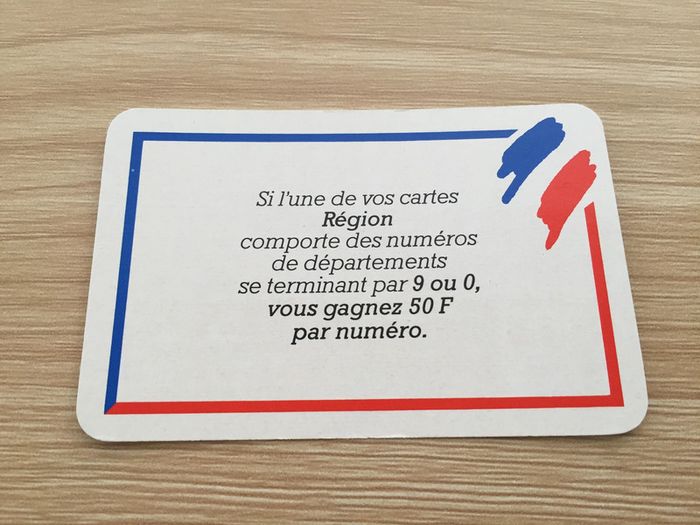 Si l'une de vos cartes
Région
comporte des numéros
de départements
se terminant par 9 ou 0,
vous gagnez 50 F
par numéro.